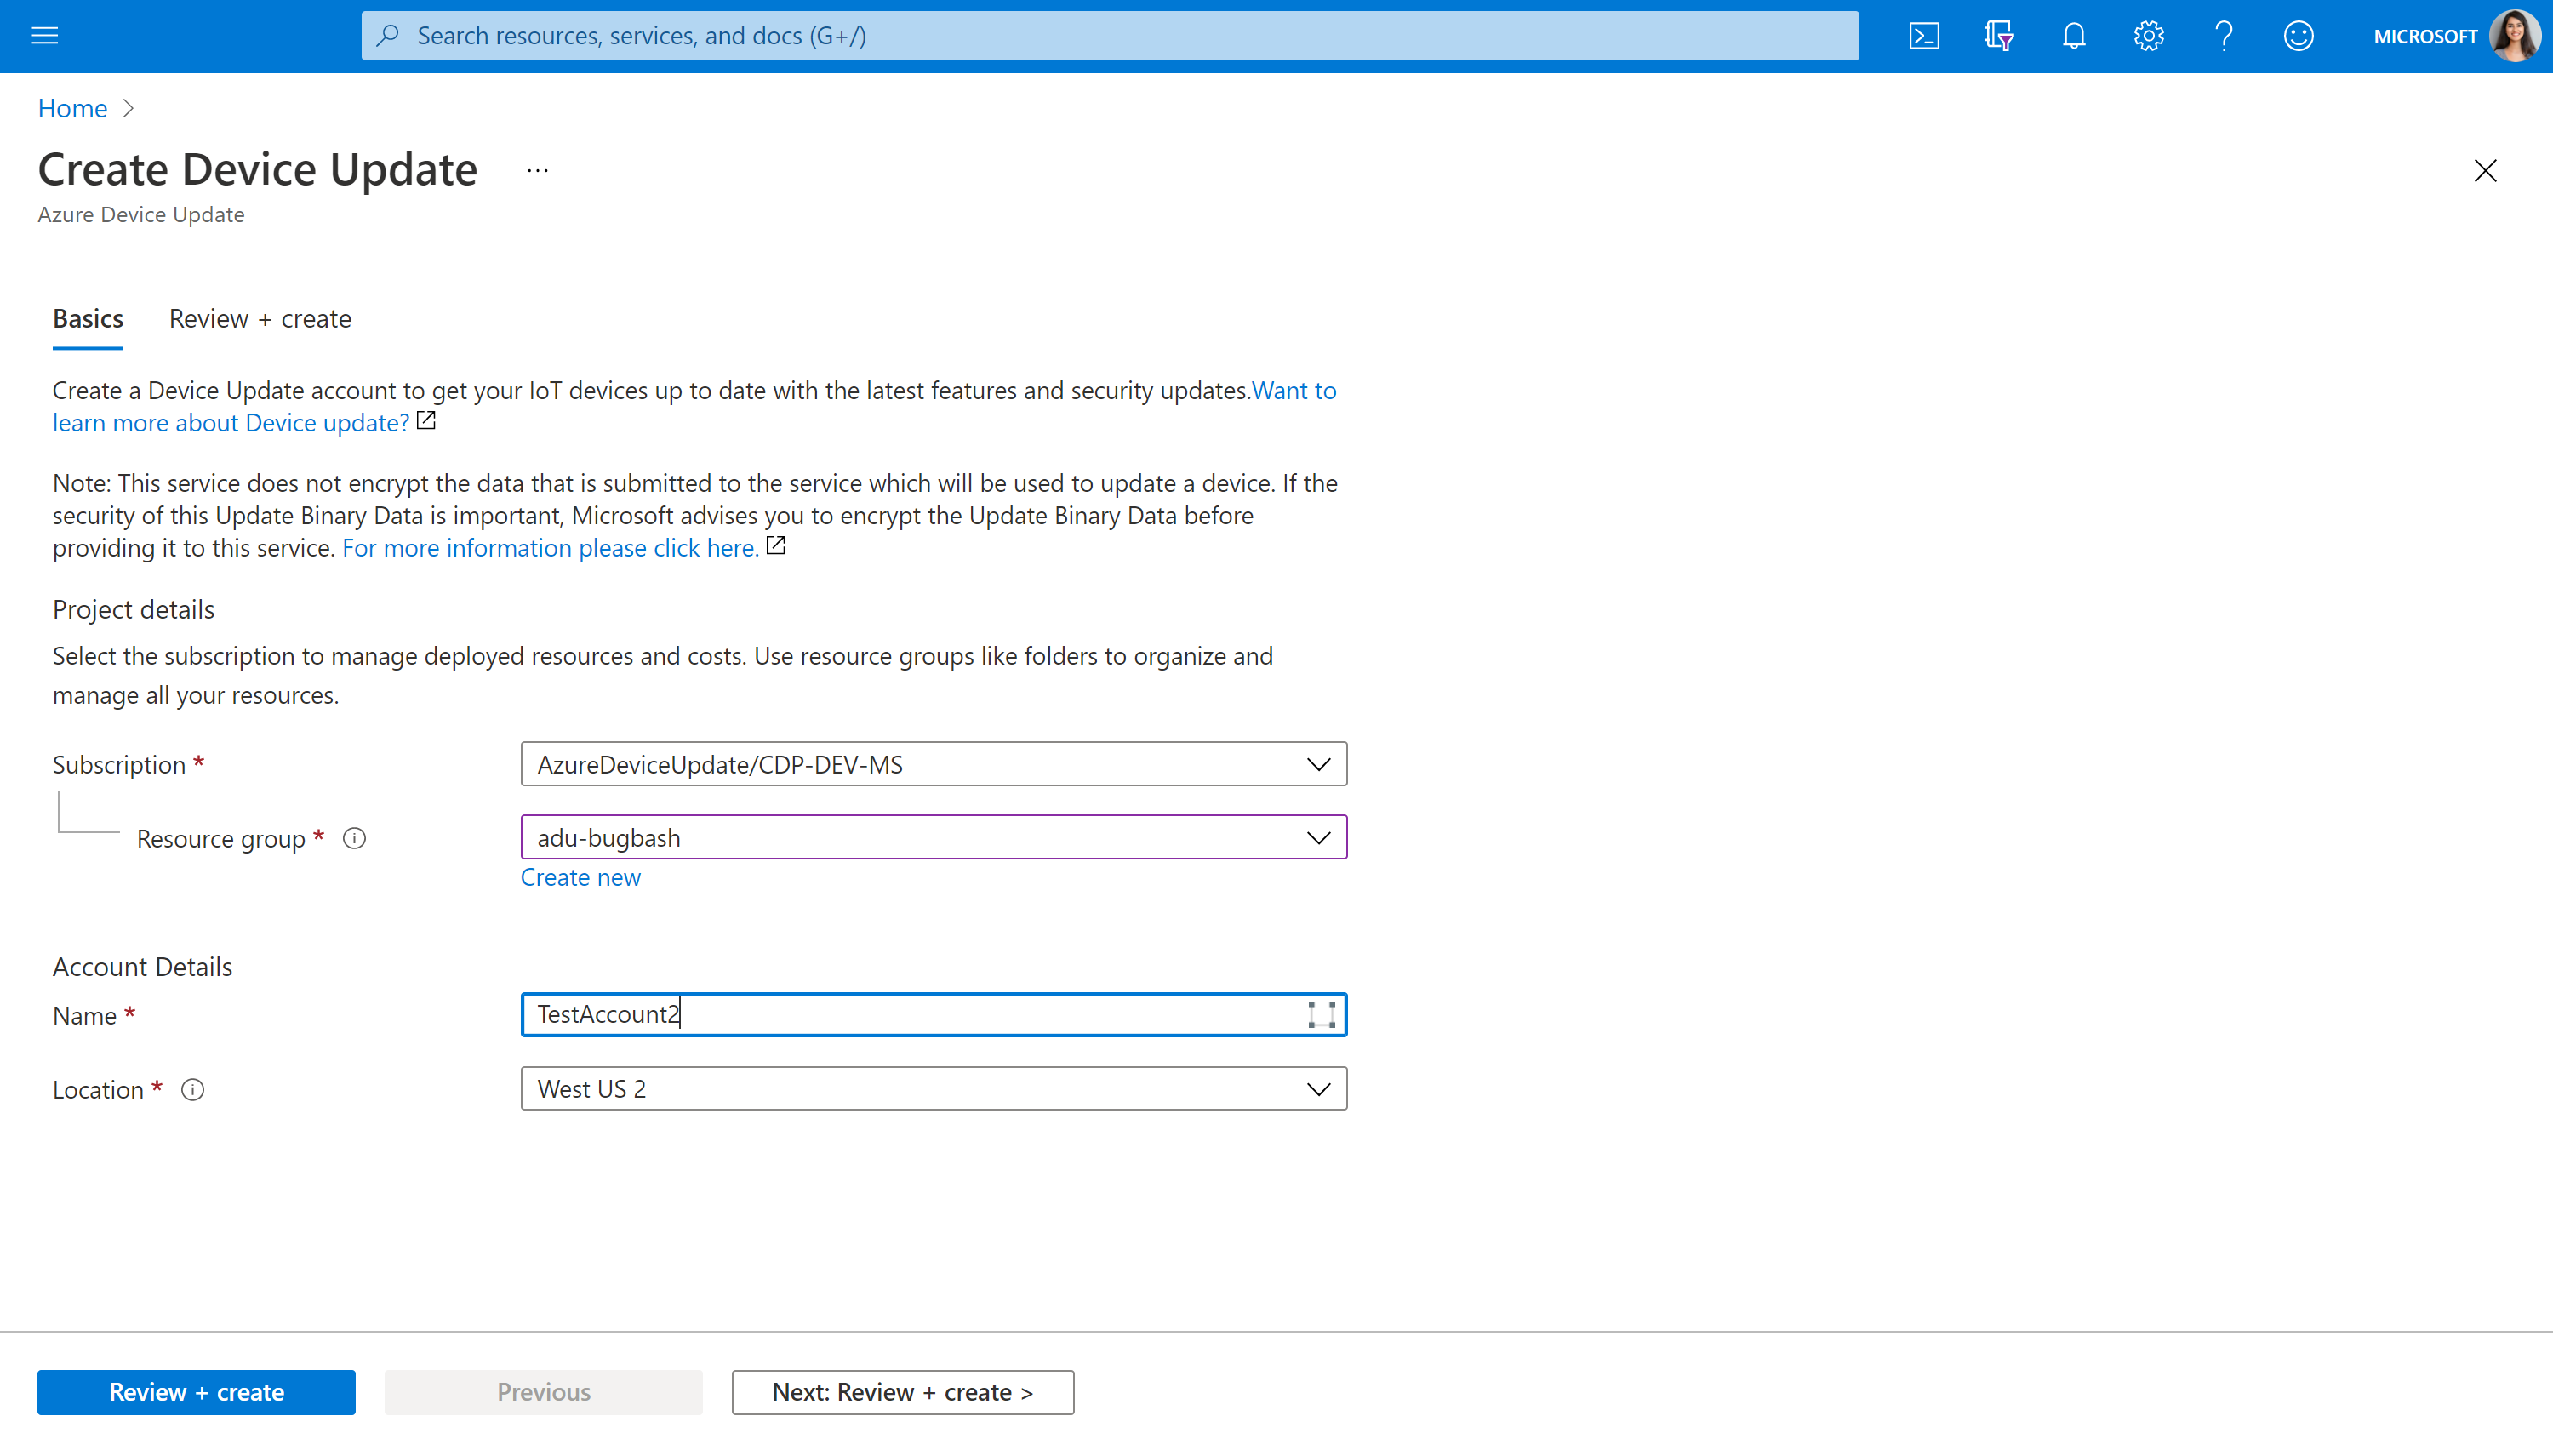 Search resources, services, and docs (G+/)
MICROSOFT
Home
Create Device Update
...
Azure Device Update
Basics
Review + create
Create a Device Update account to get your IoT devices up to date with the latest features and security updates.Want to
learn more about Device update?
Note: This service does not encrypt the data that is submitted to the service which will be used to update a device. If the
security of this Update Binary Data is important, Microsoft advises you to encrypt the Update Binary Data before
providing it to this service. For more information please click here.
Project details
Select the subscription to manage deployed resources and costs. Use resource groups like folders to organize and
manage all your resources.
Subscription *
AzureDeviceUpdate/CDP-DEV-MS
Resource group *
adu-bugbash
Create new
Account Details
Name *
TestAccount2
Location *
West US 2
Review + create
Previous
Next: Review + create >